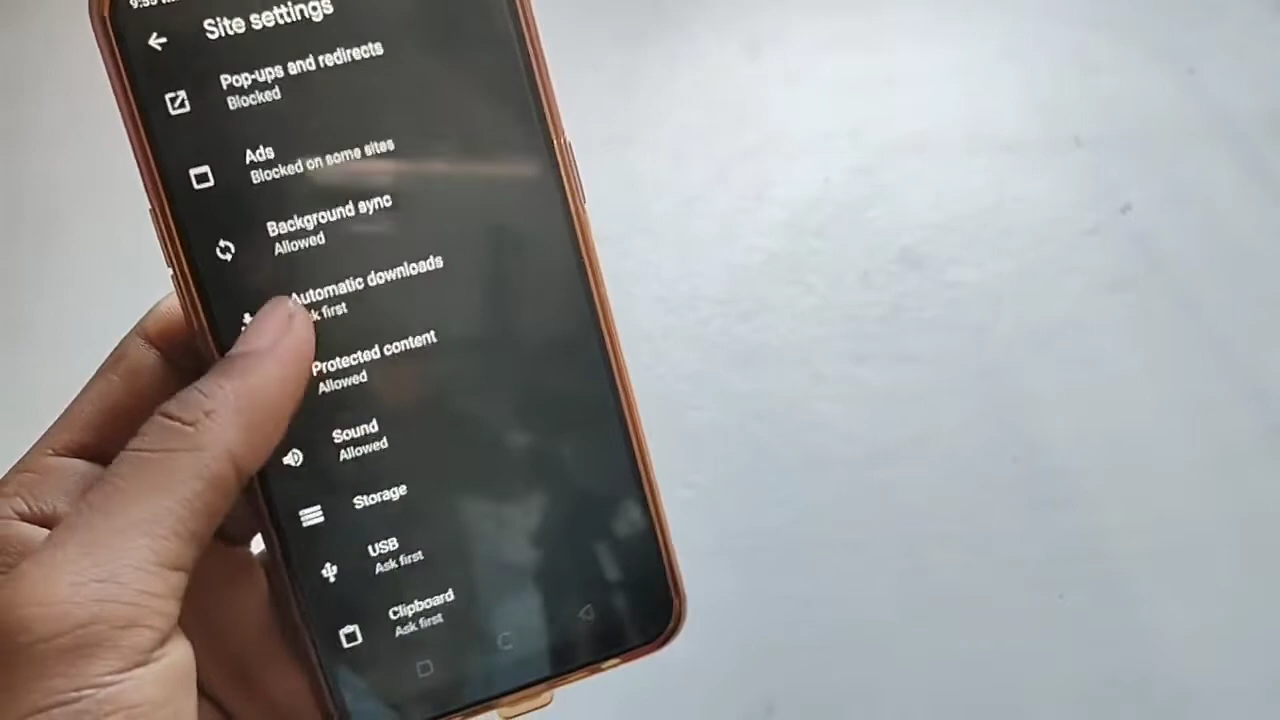 Site settings
Pop-ups and redirects
Blocked
Ads
Blocked on some sites
Background sync
Allowed
Automatic downloads
first
Protected content
Allowed
Sound
Allowed
Storage
USB
Ask first
Clipboard
Ask first